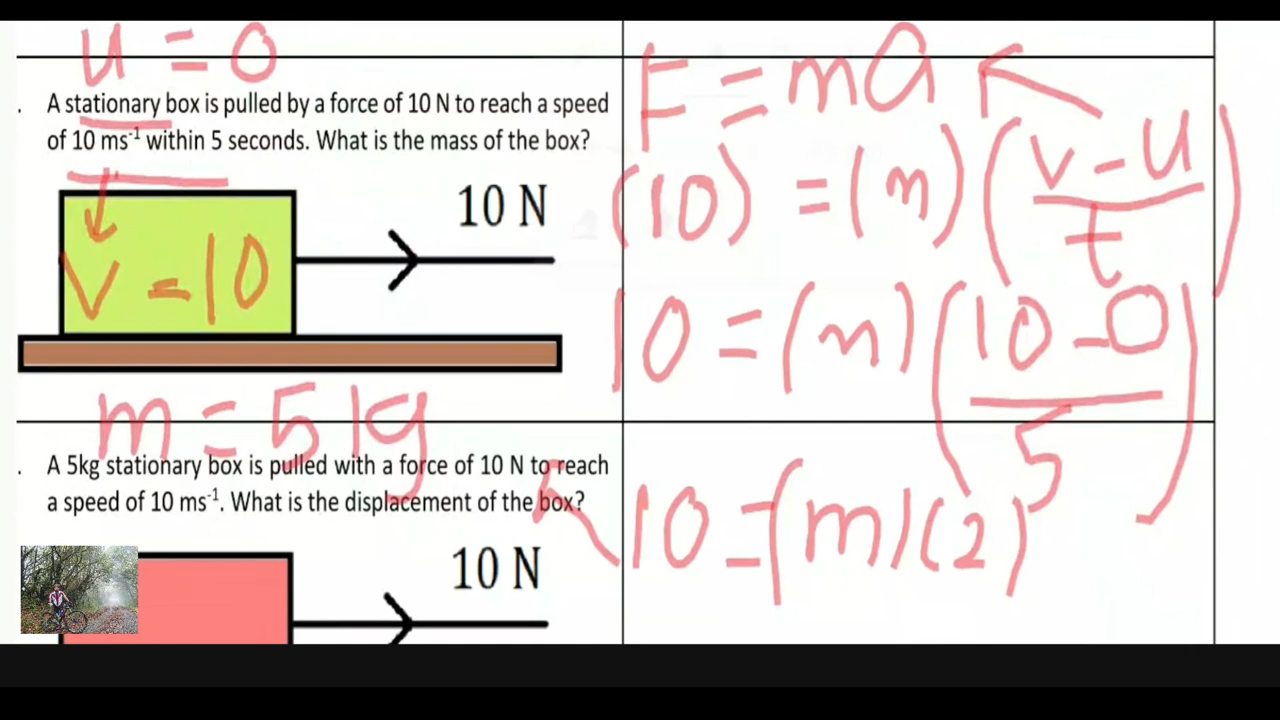 u = 0
. A stationary box is pulled by a force of 10 N to reach a speed
of 10 ms⁻¹ within 5 seconds. What is the mass of the box?
10 N
V = 10
m = 5 kg
. A 5kg stationary box is pulled with a force of 10 N to reach
a speed of 10 ms⁻¹. What is the displacement of the box?
10 N
F = ma
(10) = (m) (v - u / t)
10 = (m) (10 - 0 / 5)
10 = (m)(2)